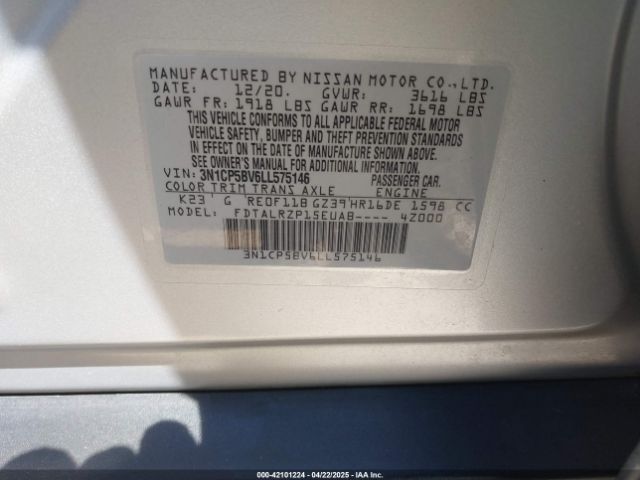 MANUFACTURED BY NISSAN MOTOR CO.,LTD.
DATE: 12/20. GVWR: 3616 LBS
GAWR FR: 1918 LBS GAWR RR: 1698 LBS
THIS VEHICLE CONFORMS TO ALL APPLICABLE FEDERAL MOTOR
VEHICLE SAFETY, BUMPER AND THEFT PREVENTION STANDARDS
IN EFFECT ON THE DATE OF MANUFACTURE SHOWN ABOVE.
SEE OWNER'S MANUAL FOR ADDITIONAL INFORMATION.
VIN: 3N1CP5BV6LL575146 PASSENGER CAR.
COLOR TRIM TRANS AXLE ENGINE
K23 G RE0F11B GZ39 HR16DE 1598 CC
MODEL: FDTALRZP15EUAB---- 4Z000
3N1CP5BV6LL575146
000-42101224 | 04/22/2025 - IAA Inc.